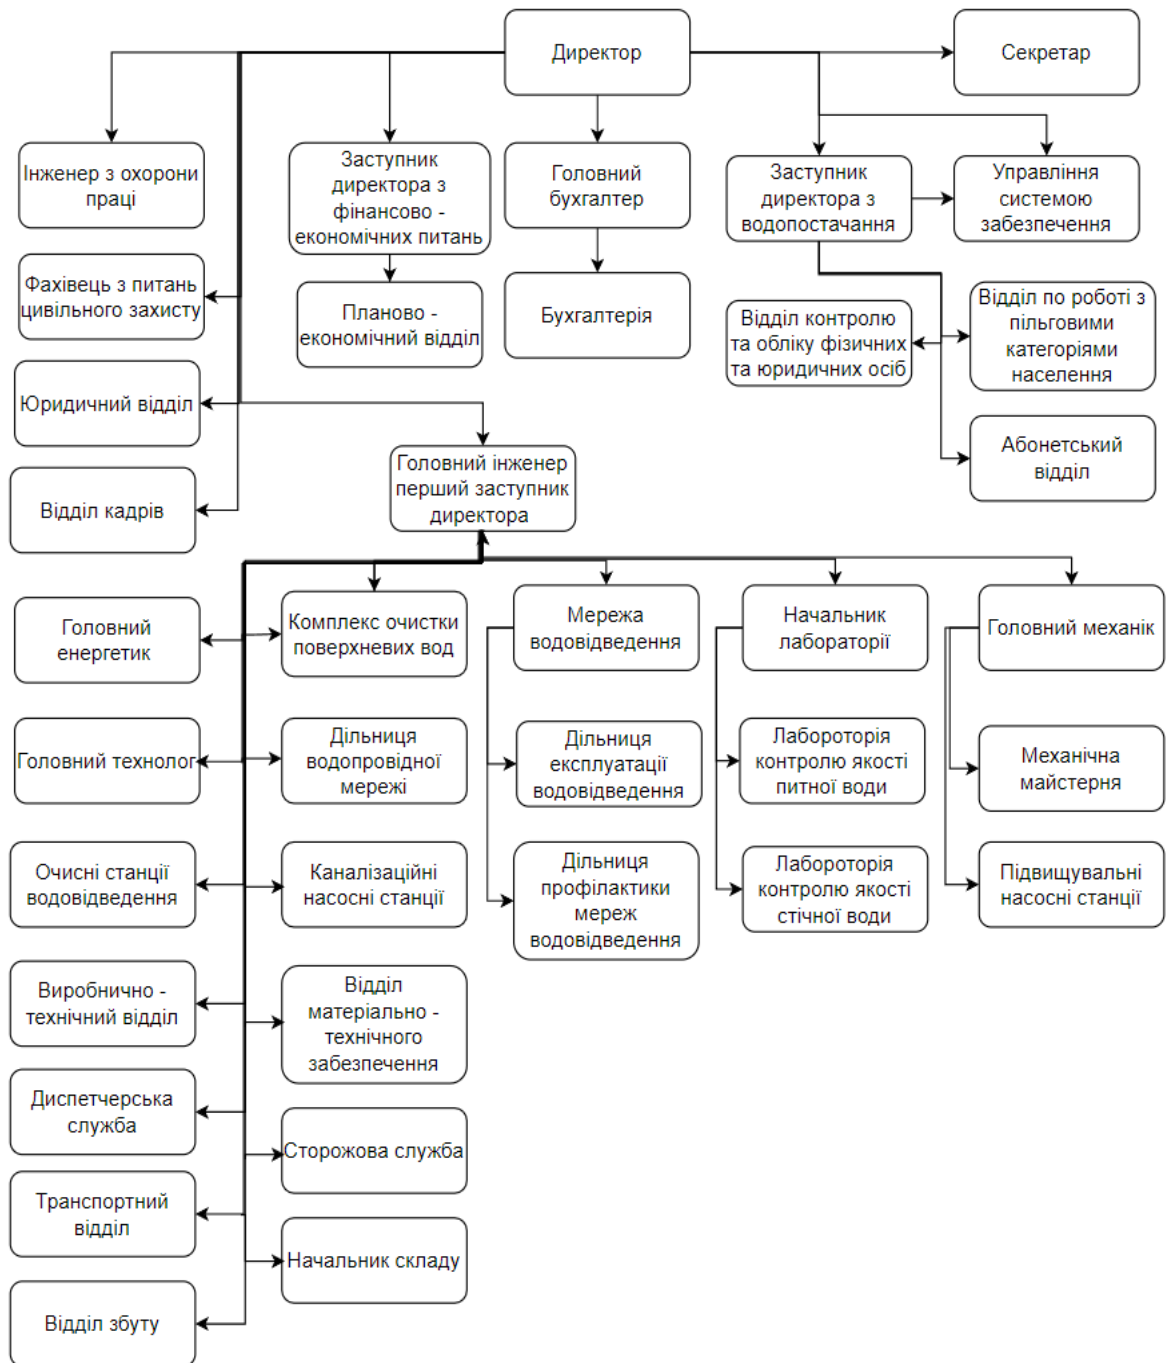 Директор
Секретар
Інженер з охорони
праці
Заступник
директора з
фінансово -
економічних питань
Головний
бухгалтер
Заступник
директора з
водопостачання
Управління
системою
забезпечення
Фахівець з питань
цивільного захисту
Планово -
економічний відділ
Бухгалтерія
Відділ контролю
та обліку фізичних
та юридичних осіб
Відділ по роботі з
пільговими
категоріями
населення
Юридичний відділ
Головний інженер
перший заступник
директора
Абонетський
відділ
Відділ кадрів
Головний
енергетик
Комплекс очистки
поверхневих вод
Мережа
водовідведення
Начальник
лабораторії
Головний механік
Головний технолог
Дільниця
водопровідної
мережі
Дільниця
експлуатації
водовідведення
Лабороторія
контролю якості
питної води
Механічна
майстерня
Очисні станції
водовідведення
Каналізаційні
насосні станції
Дільниця
профілактики
мереж
водовідведення
Лабороторія
контролю якості
стічної води
Підвищувальні
насосні станції
Виробнично -
технічний відділ
Відділ
матеріально -
технічного
забезпечення
Диспетчерська
служба
Сторожова служба
Транспортний
відділ
Начальник складу
Відділ збуту